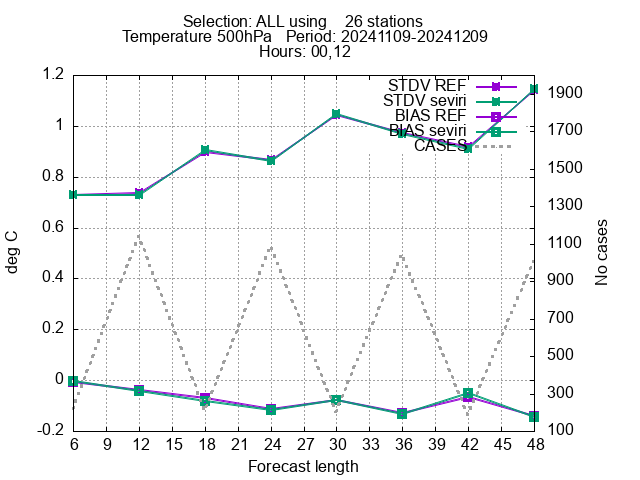 Selection: ALL using 26 stations
Temperature 500hPa Period: 20241109-20241209
Hours: 00,12
1.2
1
0.8
0.6
0.4
0.2
0
-0.2
deg C
STDV REF
STDV seviri
BIAS REF
BIAS seviri
CASES
1900
1700
1500
1300
1100
900
700
500
300
100
No cases
6 12 15 18 21 24 27 30 33 36 39 42 45 48
Forecast length